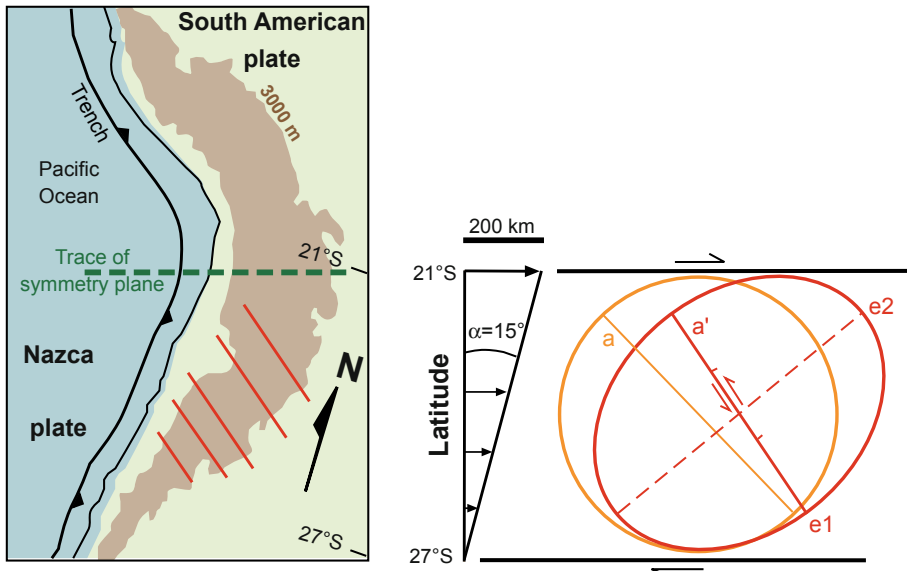 South American
plate
3000 m
Trench
Pacific
Ocean
Trace of
symmetry plane
21°S
Nazca
plate
N
27°S
200 km
21°S
α=15°
Latitude
27°S
a
a'
e2
e1